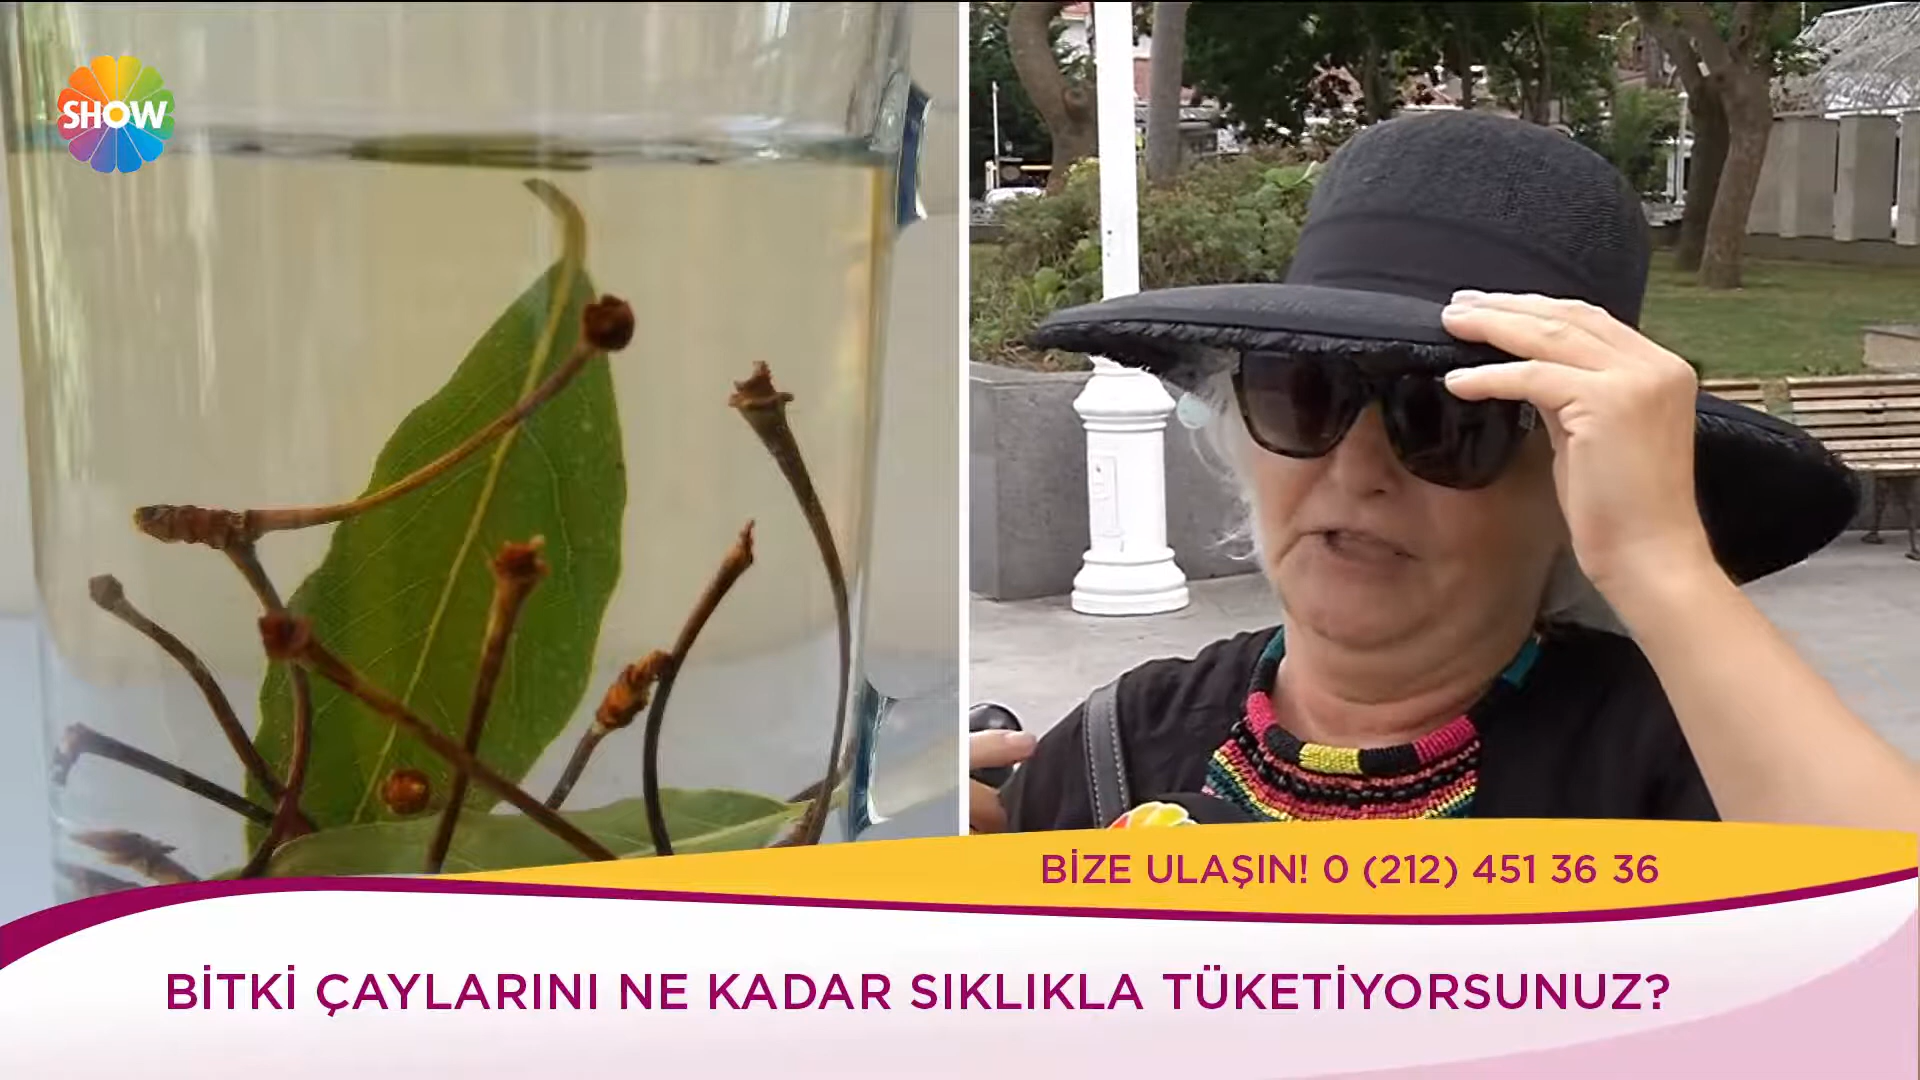 SHOW
BİZE ULAŞIN! 0 (212) 451 36 36
BİTKİ ÇAYLARINI NE KADAR SIKLIKLA TÜKETİYORSUNUZ?